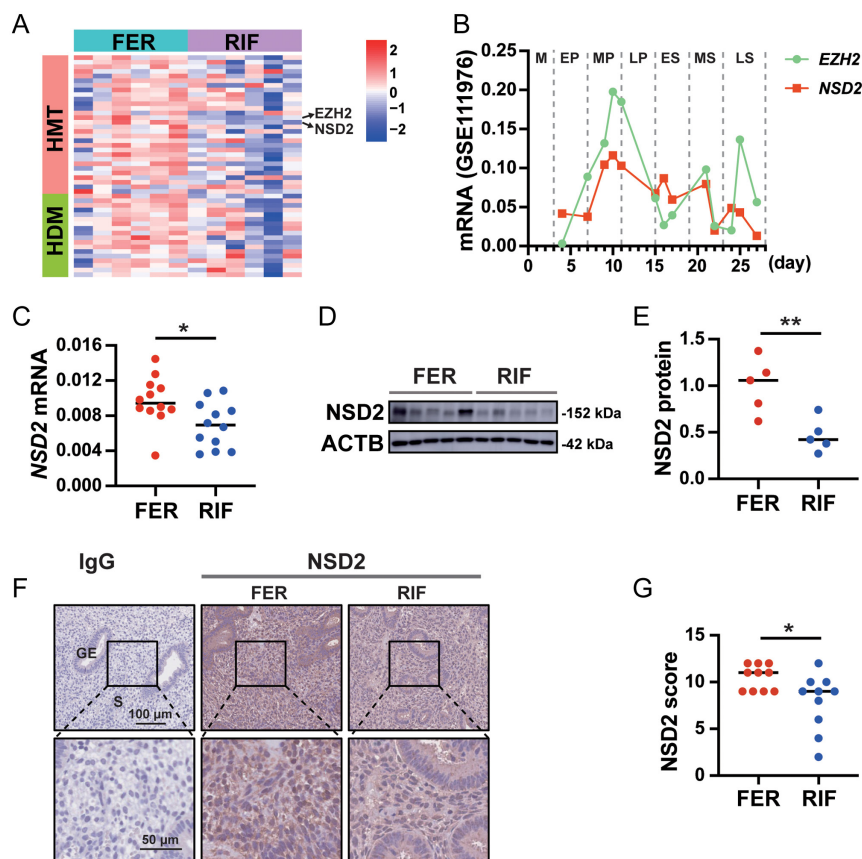 A
FER RIF
HMT
HDM
EZH2
NSD2
2
1
0
−1
−2
B
mRNA (GSE111976)
0.25
0.20
0.15
0.10
0.05
0.00
M EP MP LP ES MS LS
5 10 15 20 25 (day)
EZH2
NSD2
C
NSD2 mRNA
0.016
0.012
0.008
0.004
0.000
*
FER RIF
D
FER RIF
NSD2 -152 kDa
ACTB -42 kDa
E
NSD2 protein
1.5
1.0
0.5
0.0
**
FER RIF
F
IgG NSD2
FER RIF
GE
S
100 µm
50 µm
G
NSD2 score
15
10
5
0
*
FER RIF